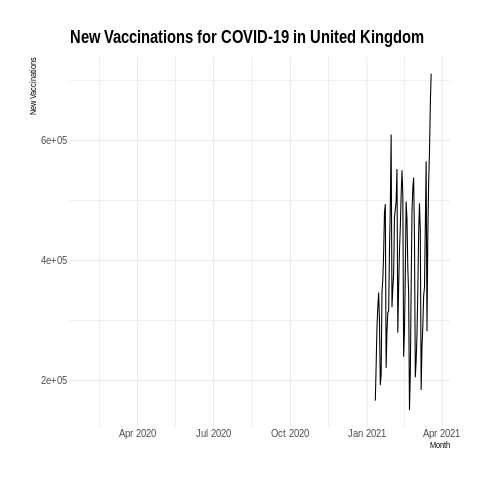 New Vaccinations for COVID-19 in United Kingdom
New Vaccinations
6e+05
4e+05
2e+05
Apr 2020 Jul 2020 Oct 2020 Jan 2021 Apr 2021
Month